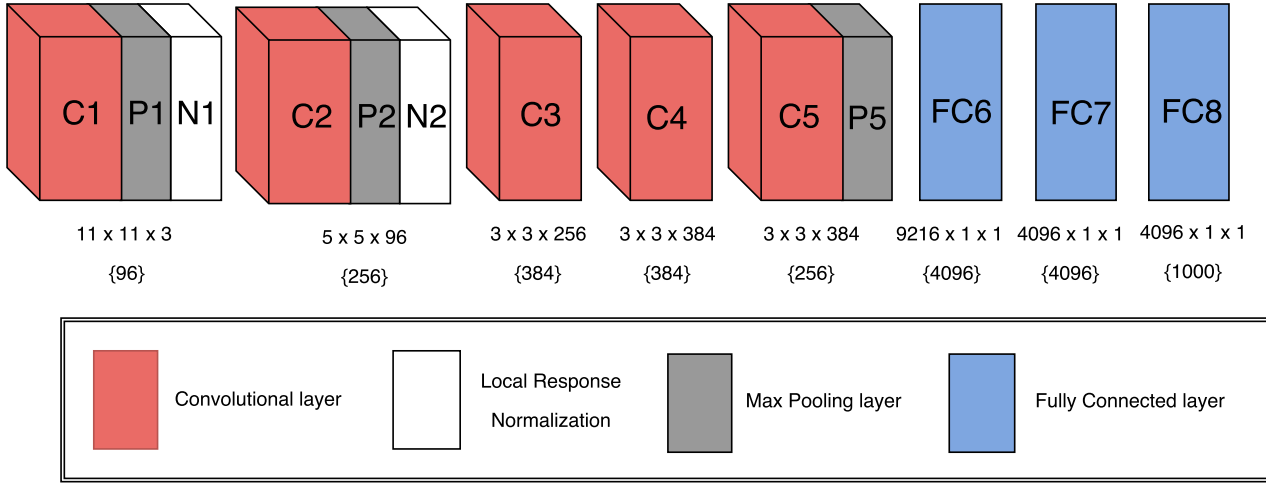 C1 P1 N1 C2 P2 N2 C3 C4 C5 P5 FC6 FC7 FC8
11 x 11 x 3 5 x 5 x 96 3 x 3 x 256 3 x 3 x 384 3 x 3 x 384 9216 x 1 x 1 4096 x 1 x 1 4096 x 1 x 1
{96} {256} {384} {384} {256} {4096} {4096} {1000}
Convolutional layer
Local Response
Normalization
Max Pooling layer
Fully Connected layer